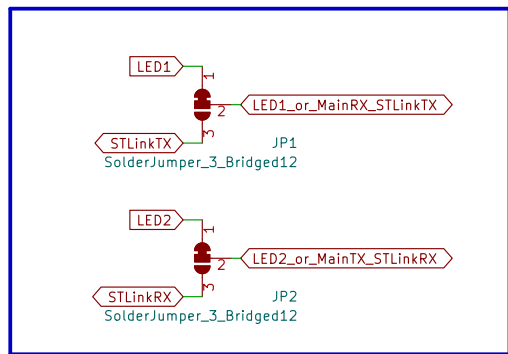 LED1
1
2
LED1_or_MainRX_STLinkTX
STLinkTX
3
JP1
SolderJumper_3_Bridged12
LED2
1
2
LED2_or_MainTX_STLinkRX
STLinkRX
3
JP2
SolderJumper_3_Bridged12